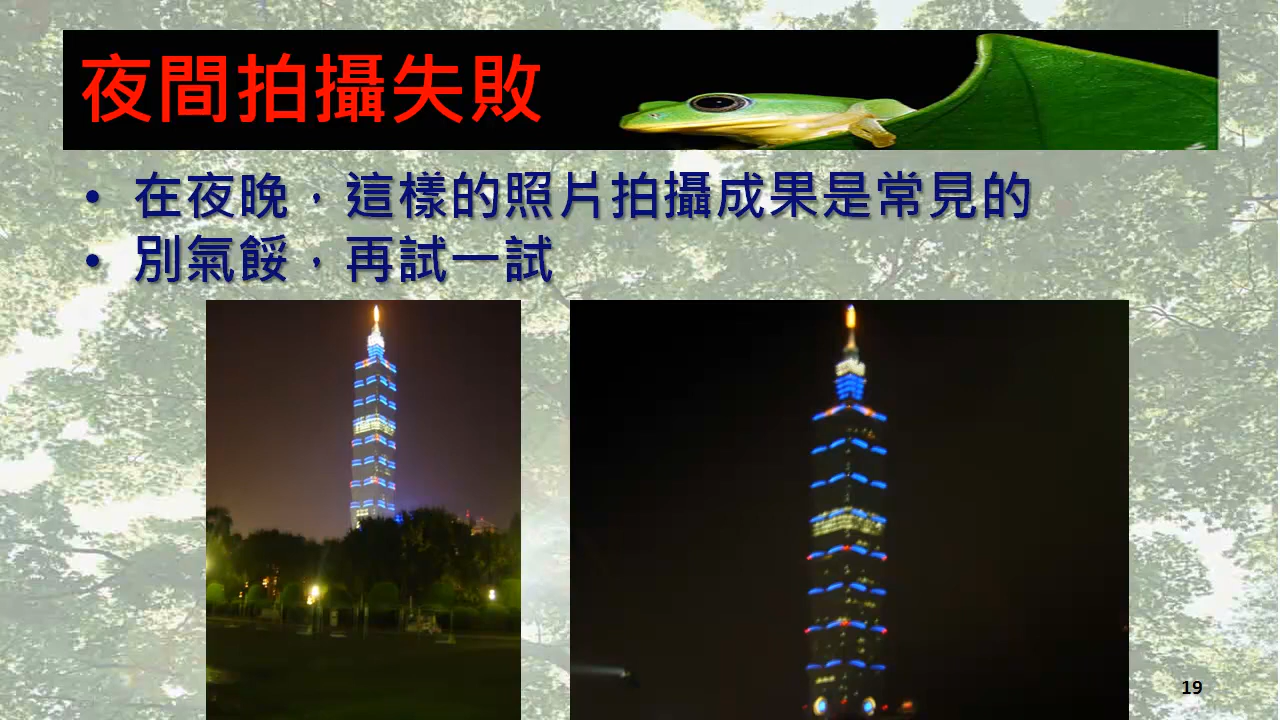 夜間拍攝失敗
• 在夜晚，這樣的照片拍攝成果是常見的
• 別氣餒，再試一試
19